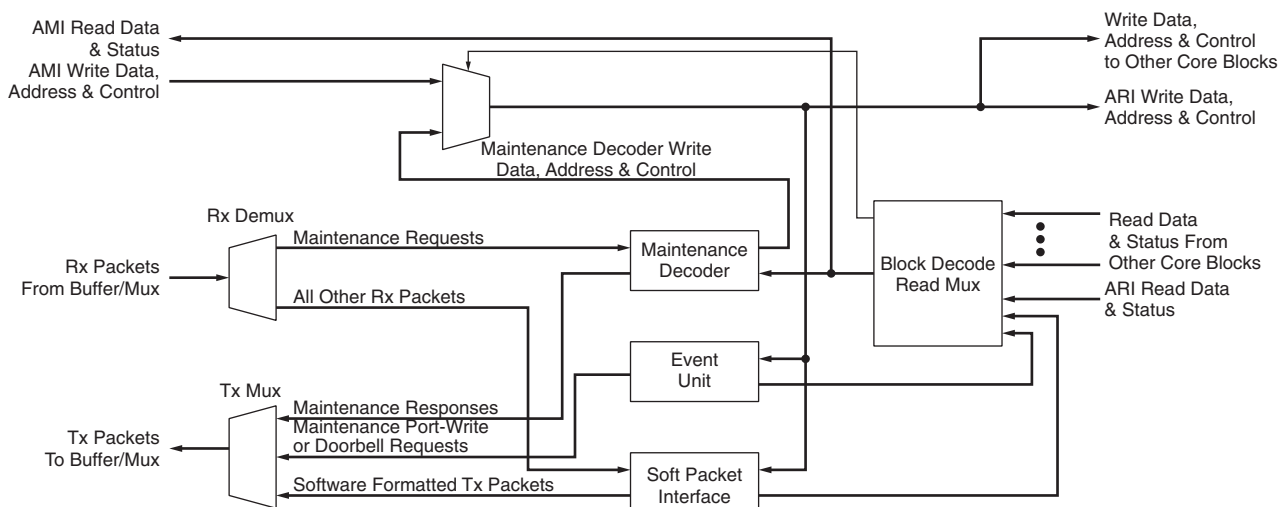 AMI Read Data
& Status
AMI Write Data,
Address & Control
Write Data,
Address & Control
to Other Core Blocks
ARI Write Data,
Address & Control
Maintenance Decoder Write
Data, Address & Control
Rx Demux
Maintenance Requests
Rx Packets
From Buffer/Mux
All Other Rx Packets
Maintenance
Decoder
Block Decode
Read Mux
Read Data
& Status From
Other Core Blocks
ARI Read Data
& Status
Event
Unit
Tx Mux
Maintenance Responses
Maintenance Port-Write
or Doorbell Requests
Tx Packets
To Buffer/Mux
Software Formatted Tx Packets
Soft Packet
Interface